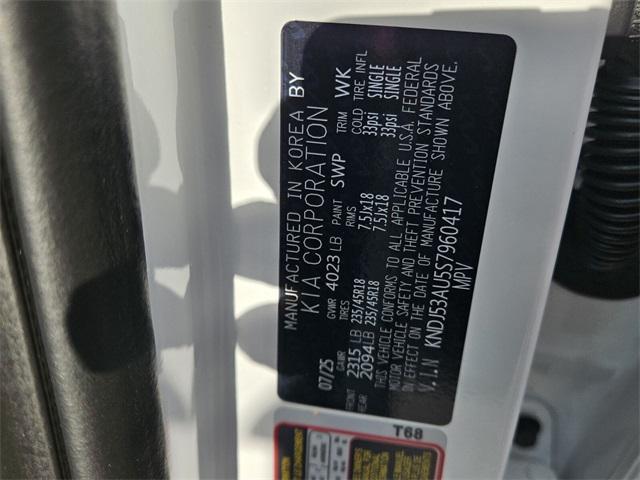 MANUFACTURED IN KOREA BY
KIA CORPORATION
07/25 GVWR 4023 LB PAINT SWP TRIM WK
GAWR TIRES RIMS COLD TIRE INFL
FRONT 2315 LB 235/45R18 7.5Jx18 33psi SINGLE
REAR 2094 LB 235/45R18 7.5Jx18 33psi SINGLE
THIS VEHICLE CONFORMS TO ALL APPLICABLE U.S.A. FEDERAL
MOTOR VEHICLE SAFETY AND THEFT PREVENTION STANDARDS
IN EFFECT ON THE DATE OF MANUFACTURE SHOWN ABOVE.
V.I.N KNDJ53AU5S7960417
MPV
T68